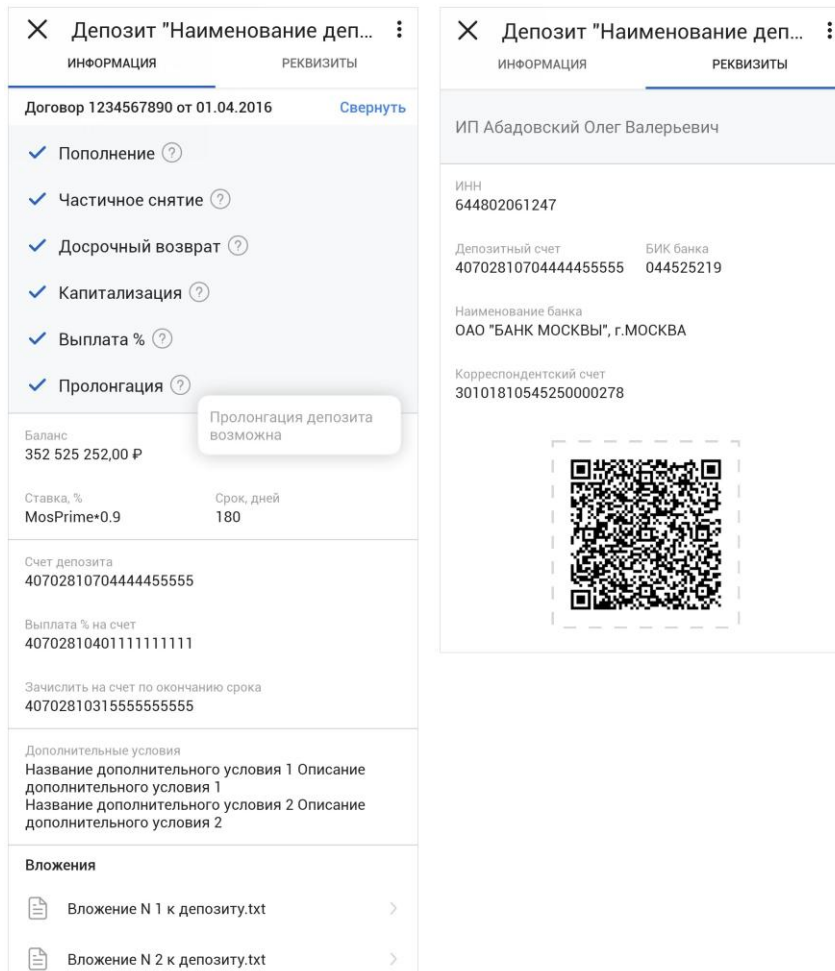 Депозит "Наименование деп...
ИНФОРМАЦИЯ
РЕКВИЗИТЫ
Договор 1234567890 от 01.04.2016
Свернуть
Пополнение ?
Частичное снятие ?
Досрочный возврат ?
Капитализация ?
Выплата % ?
Пролонгация ?
Пролонгация депозита
возможна
Баланс
352 525 252,00 ₽
Ставка, %
MosPrime*0.9
Срок, дней
180
Счет депозита
40702810704444455555
Выплата % на счет
40702810401111111111
Зачислить на счет по окончанию срока
40702810315555555555
Дополнительные условия
Название дополнительного условия 1 Описание
дополнительного условия 1
Название дополнительного условия 2 Описание
дополнительного условия 2
Вложения
Вложение N 1 к депозиту.txt
Вложение N 2 к депозиту.txt
Депозит "Наименование деп...
ИНФОРМАЦИЯ
РЕКВИЗИТЫ
ИП Абадовский Олег Валерьевич
ИНН
644802061247
Депозитный счет
40702810704444455555
БИК банка
044525219
Наименование банка
ОАО "БАНК МОСКВЫ", г.МОСКВА
Корреспондентский счет
30101810545250000278